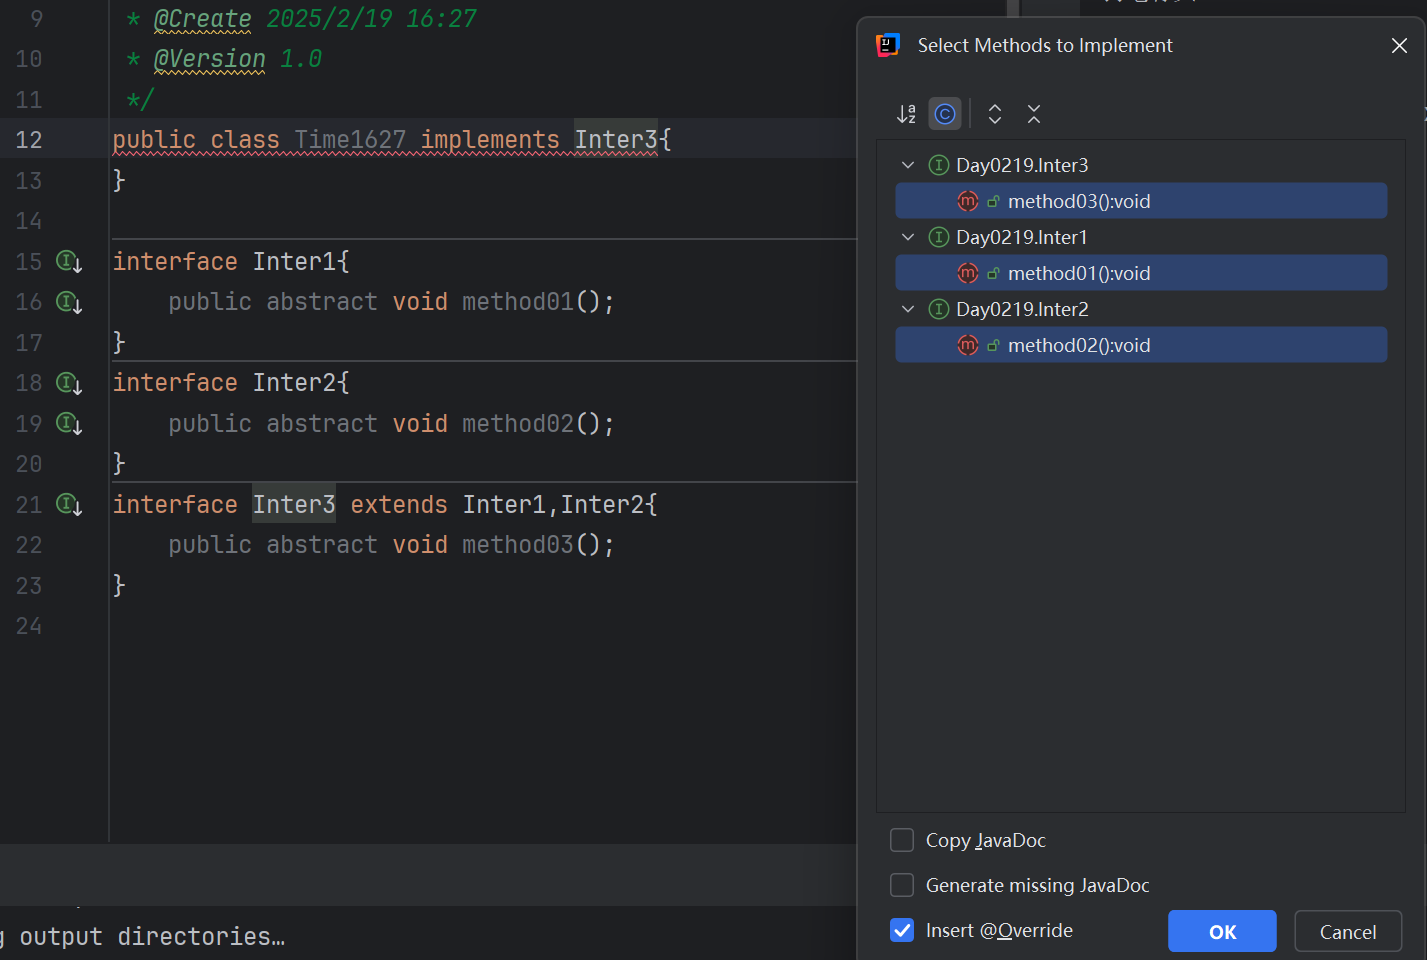 9 * @Create 2025/2/19 16:27
10 * @Version 1.0
11 */
12 public class Time1627 implements Inter3{
13 }
14
15 interface Inter1{
16 public abstract void method01();
17 }
18 interface Inter2{
19 public abstract void method02();
20 }
21 interface Inter3 extends Inter1,Inter2{
22 public abstract void method03();
23 }
24
output directories…
Select Methods to Implement
Day0219.Inter3
method03():void
Day0219.Inter1
method01():void
Day0219.Inter2
method02():void
Copy JavaDoc
Generate missing JavaDoc
Insert @Override
OK
Cancel